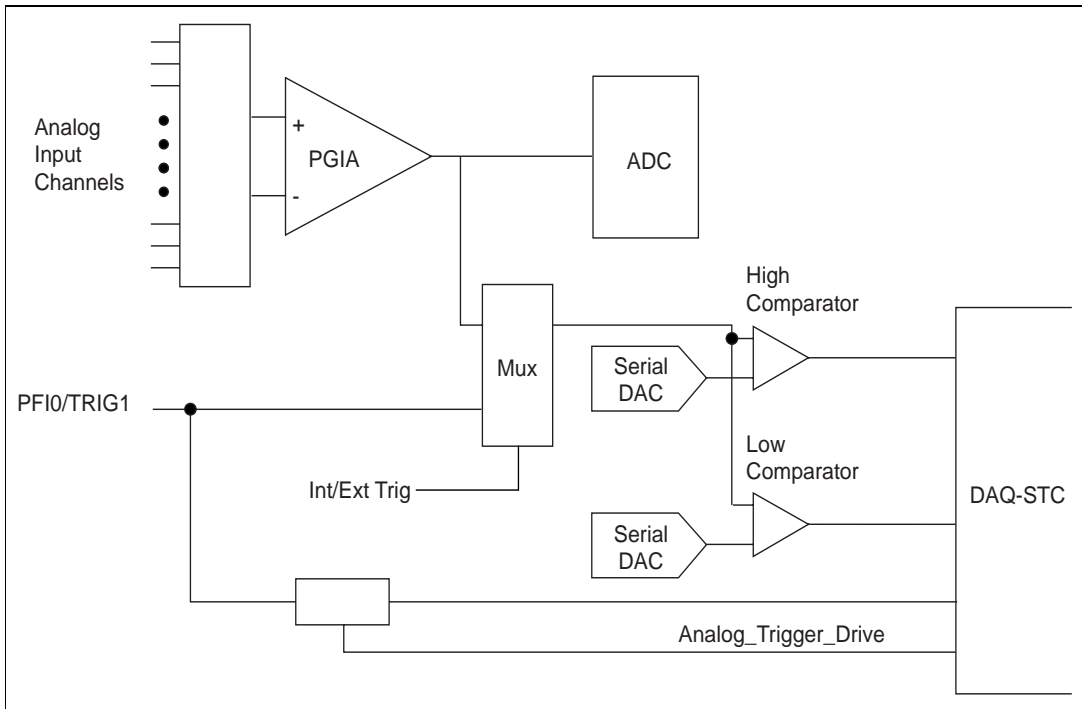 Analog
Input
Channels
+
PGIA
-
ADC
High
Comparator
Mux
Serial
DAC
PFI0/TRIG1
Low
Comparator
Int/Ext Trig
DAQ-STC
Serial
DAC
Analog_Trigger_Drive